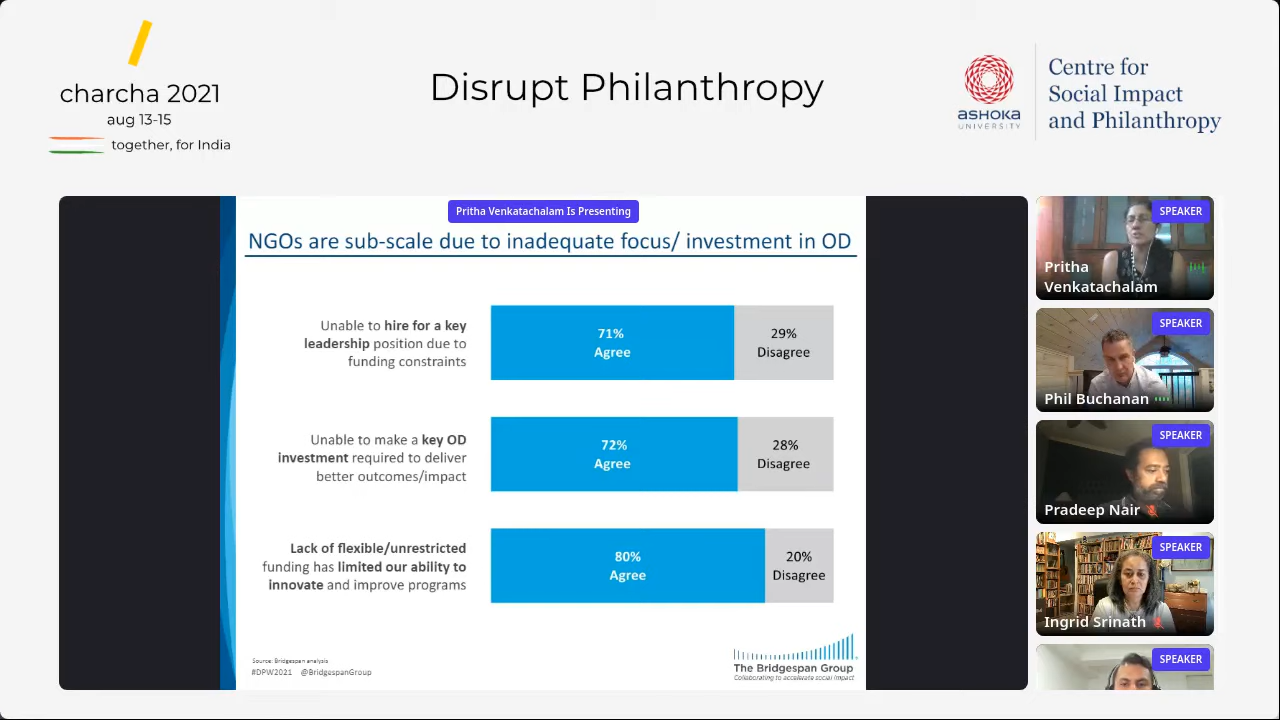 charcha 2021
aug 13-15
together, for India
Disrupt Philanthropy
ASHOKA
UNIVERSITY
Centre for
Social Impact
and Philanthropy
Pritha Venkatachalam Is Presenting
NGOs are sub-scale due to inadequate focus/ investment in OD
Unable to hire for a key
leadership position due to
funding constraints
71%
Agree
29%
Disagree
Unable to make a key OD
investment required to deliver
better outcomes/impact
72%
Agree
28%
Disagree
Lack of flexible/unrestricted
funding has limited our ability to
innovate and improve programs
80%
Agree
20%
Disagree
Source: Bridgespan analysis
#DPW2021 @BridgespanGroup
The Bridgespan Group
Collaborating to accelerate social impact
SPEAKER
Pritha
Venkatachalam
SPEAKER
Phil Buchanan
SPEAKER
Pradeep Nair
SPEAKER
Ingrid Srinath
SPEAKER